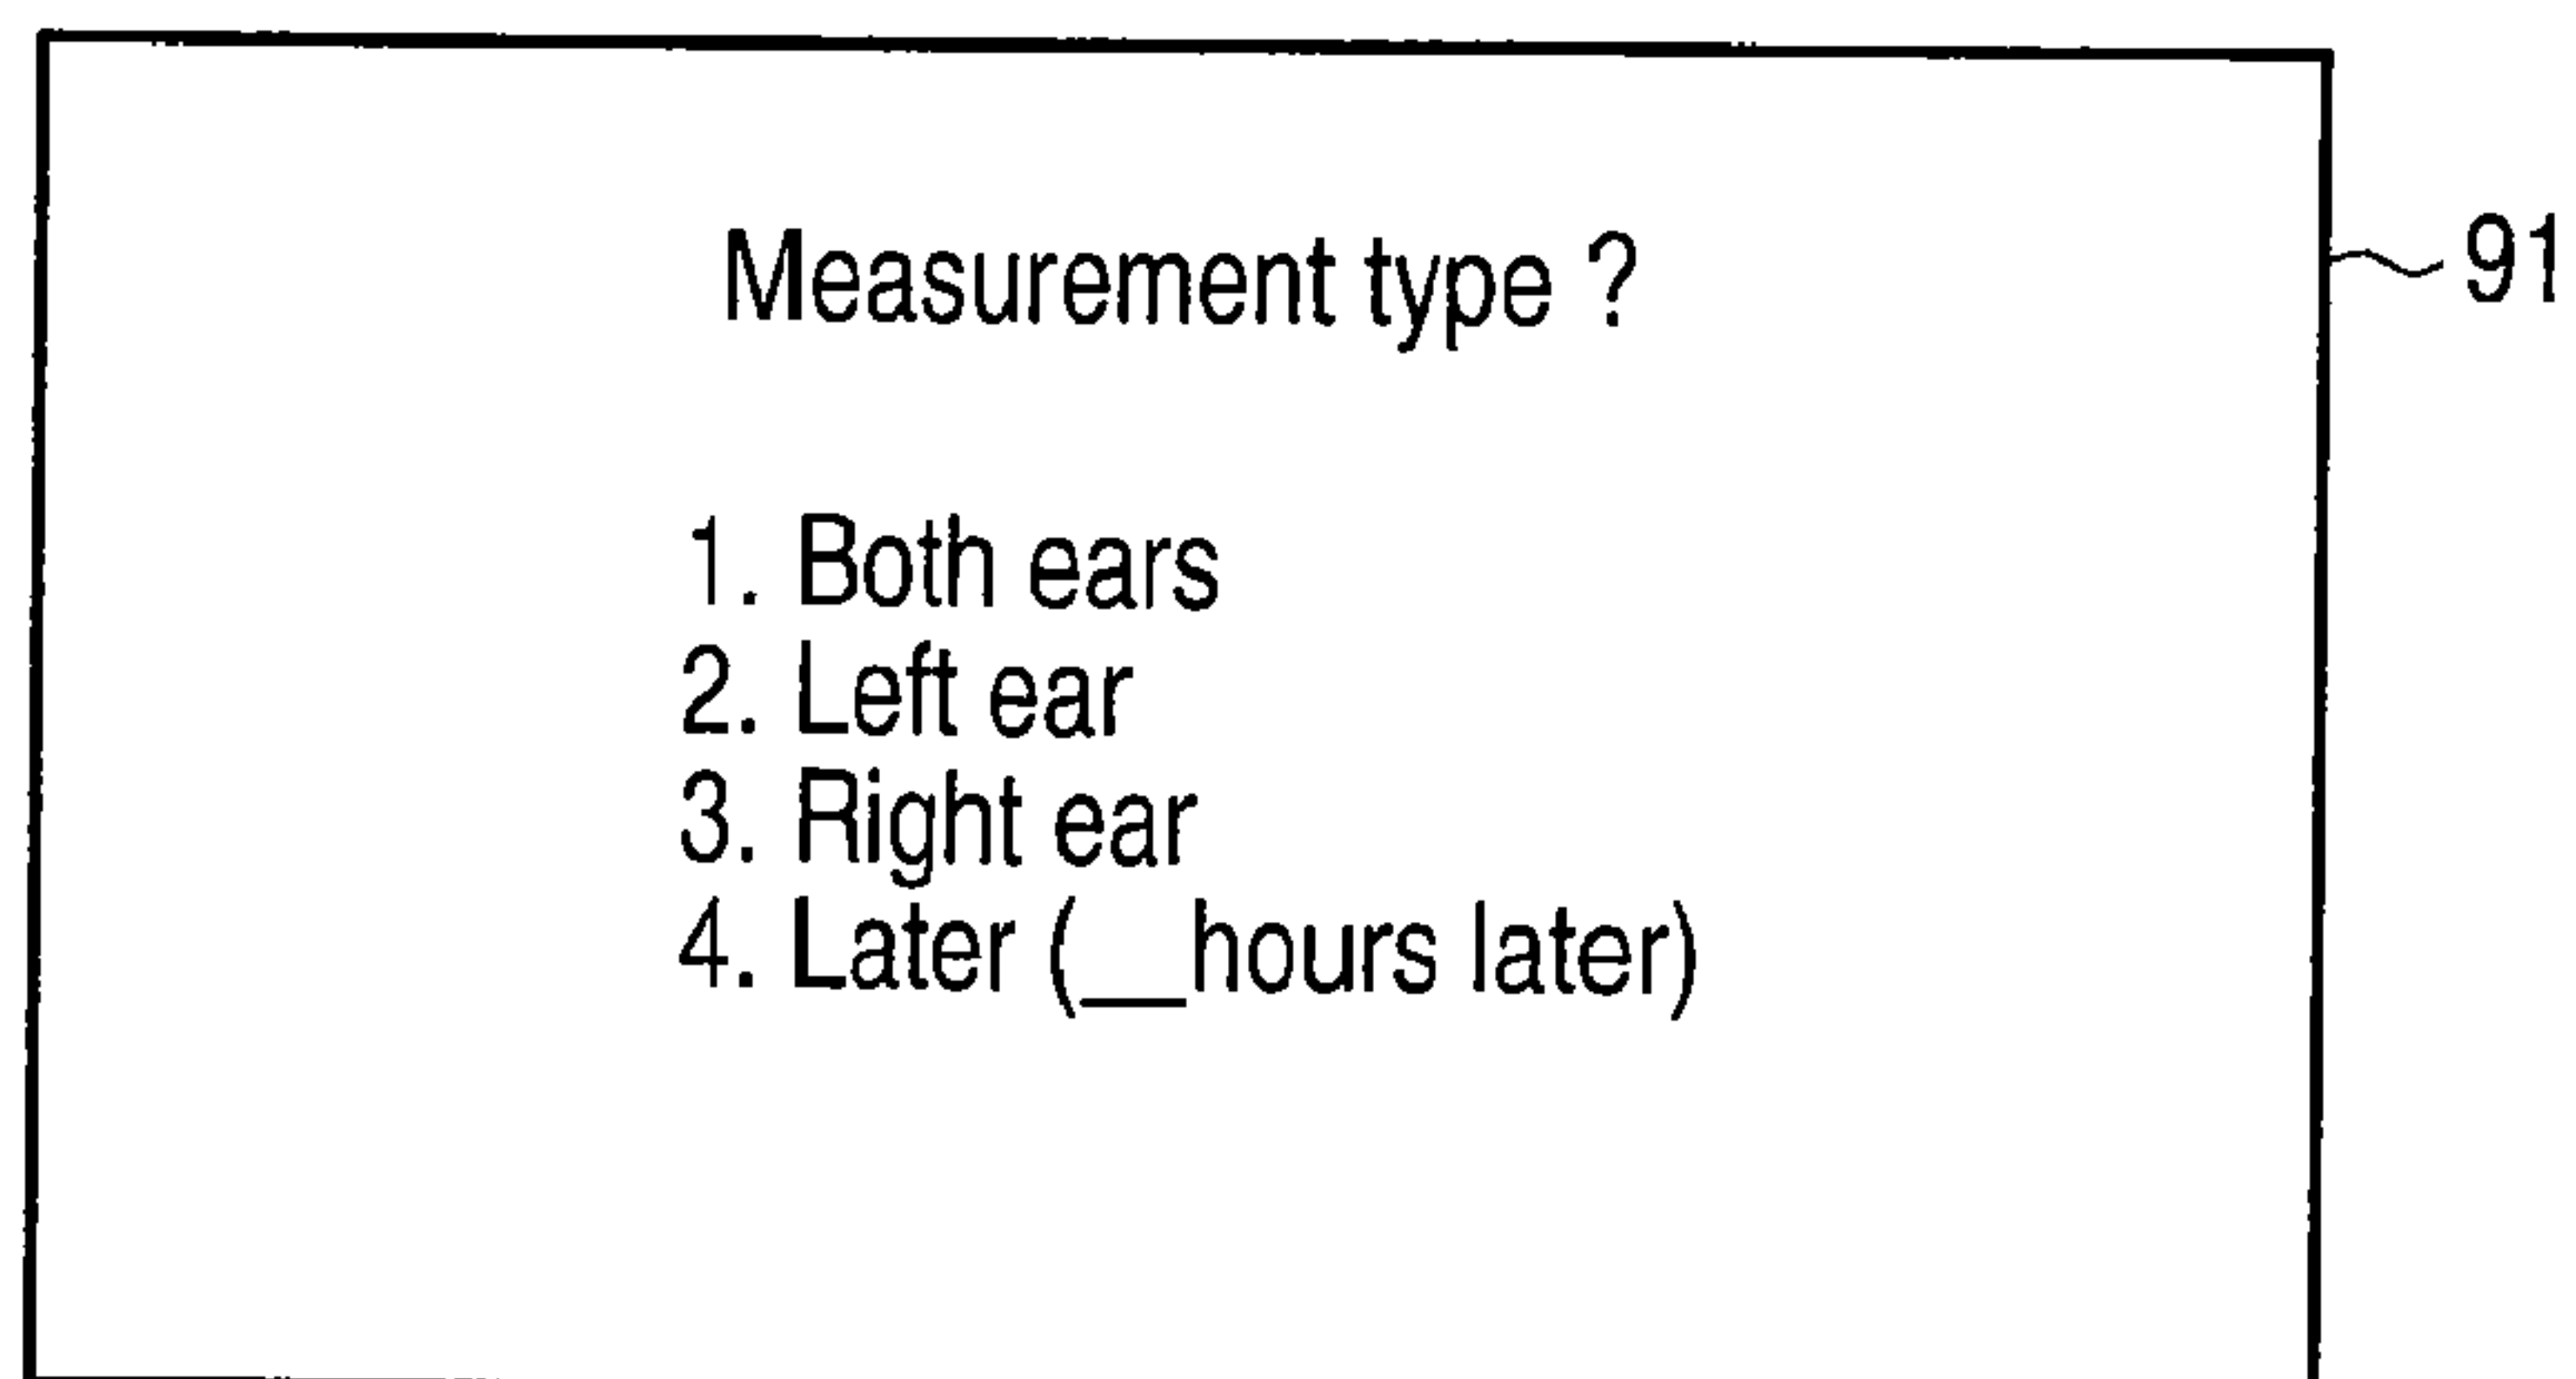 Measurement type ?
91
1. Both ears
2. Left ear
3. Right ear
4. Later (__hours later)